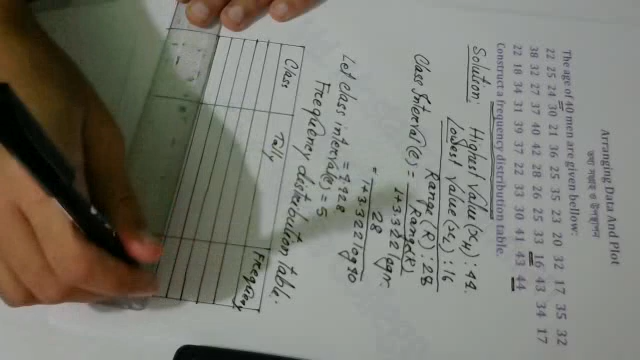 Arranging Data And Plot
The age of 40 men are given bellow:
22 25 24 30 21 36 25 35 23 20 32 17 35 32
38 32 27 37 40 42 28 26 25 33 16 43 34 17
22 18 34 31 39 37 22 33 30 41 43 44
Construct a frequency distribution table.
Solution: Highest value (xH) : 44.
Lowest value (xL) : 16
Range (R) : 28
Class Interval (C) = Range(R)
1+3.322 log n.
= 28
1+3.322 log 40
Let class inter = 4.428
= 5
Frequency distribution table.
Class Tally Frequency